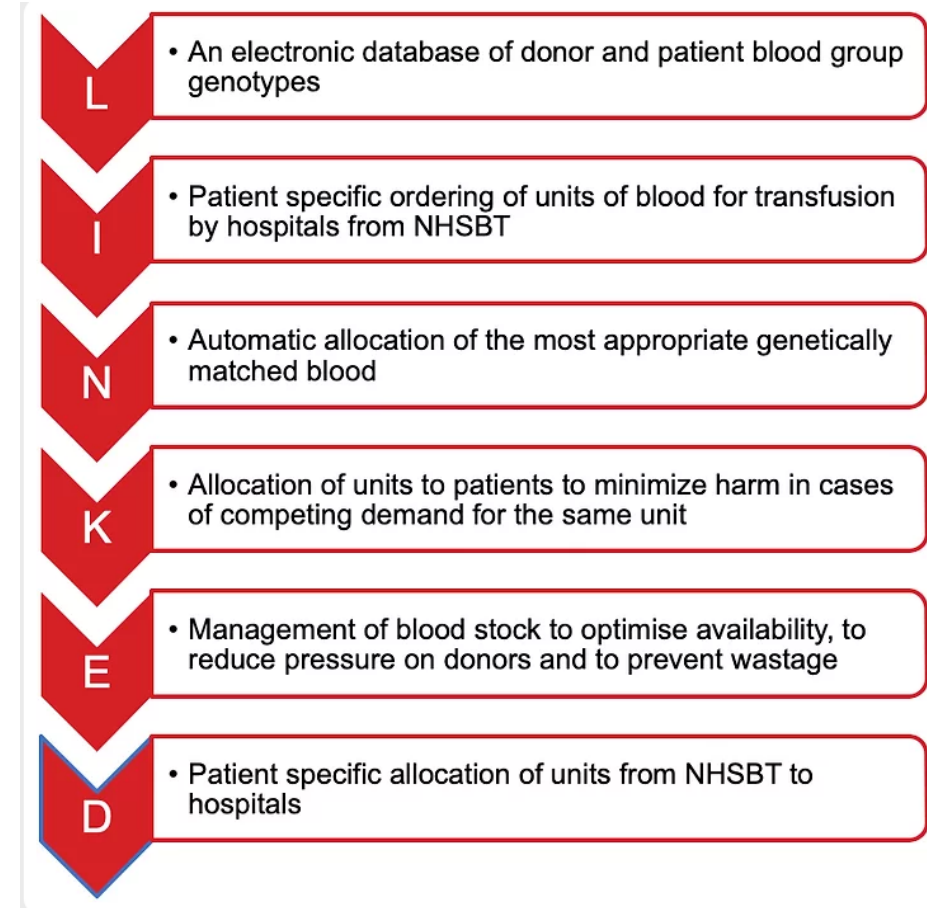 L
• An electronic database of donor and patient blood group
genotypes
I
• Patient specific ordering of units of blood for transfusion
by hospitals from NHSBT
N
• Automatic allocation of the most appropriate genetically
matched blood
K
• Allocation of units to patients to minimize harm in cases
of competing demand for the same unit
E
• Management of blood stock to optimise availability, to
reduce pressure on donors and to prevent wastage
D
• Patient specific allocation of units from NHSBT to
hospitals